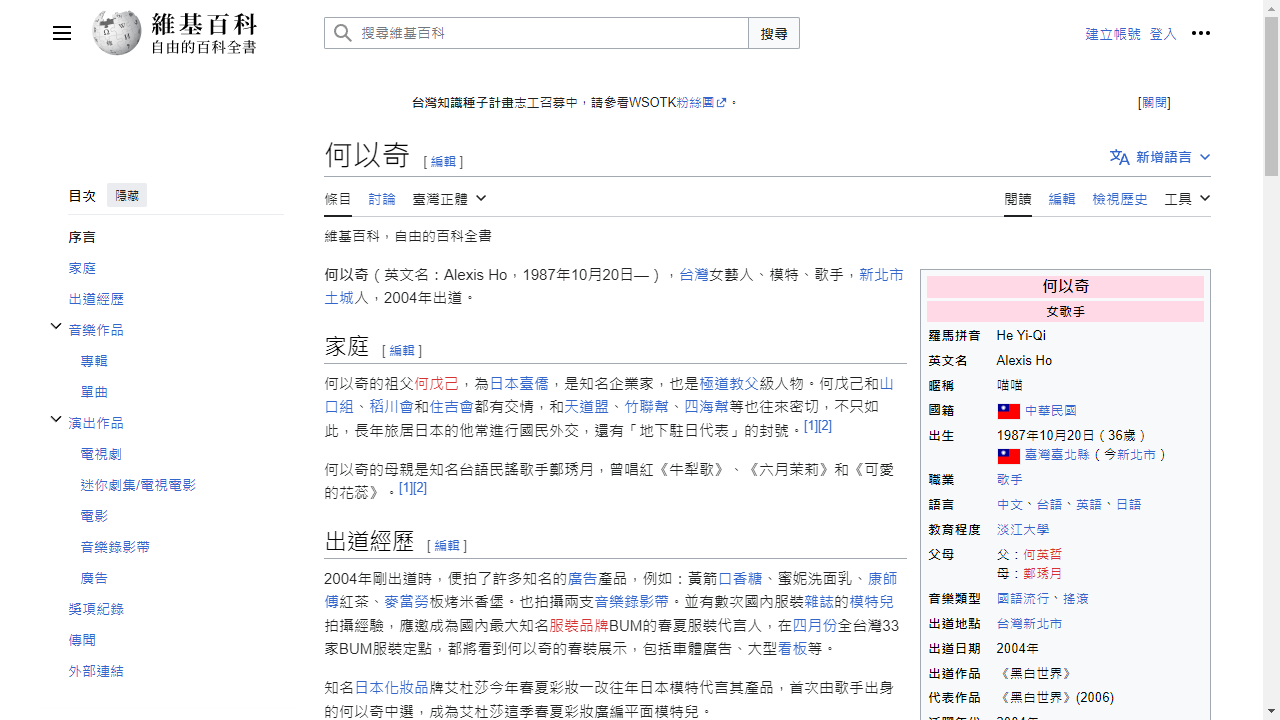 維基百科
自由的百科全書
搜尋維基百科
搜尋
建立帳號 登入
台灣知識種子計畫志工召募中，請參看WSOTK粉絲團。
[關閉]
何以奇 [編輯]
新增語言
目次 隱藏
序言
家庭
出道經歷
音樂作品
專輯
單曲
演出作品
電視劇
迷你劇集/電視電影
電影
音樂錄影帶
廣告
獎項紀錄
傳聞
外部連結
條目 討論 臺灣正體
閱讀 編輯 檢視歷史 工具
維基百科，自由的百科全書
何以奇（英文名：Alexis Ho，1987年10月20日—），台灣女藝人、模特、歌手，新北市
土城人，2004年出道。
家庭 [編輯]
何以奇的祖父何戊己，為日本臺僑，是知名企業家，也是極道教父級人物。何戊己和山
口組、稻川會和住吉會都有交情，和天道盟、竹聯幫、四海幫等也往來密切，不只如
此，長年旅居日本的他常進行國民外交，還有「地下駐日代表」的封號。[1][2]
何以奇的母親是知名台語民謠歌手鄭琇月，曾唱紅《牛犁歌》、《六月茉莉》和《可愛
的花蕊》。[1][2]
出道經歷 [編輯]
2004年剛出道時，便拍了許多知名的廣告產品，例如：黃箭口香糖、蜜妮洗面乳、康師
傅紅茶、麥當勞板烤米香堡。也拍攝兩支音樂錄影帶。並有數次國內服裝雜誌的模特兒
拍攝經驗，應邀成為國內最大知名服裝品牌BUM的春夏服裝代言人，在四月份全台灣33
家BUM服裝定點，都將看到何以奇的春裝展示，包括車體廣告、大型看板等。
知名日本化妝品牌艾杜莎今年春夏彩妝一改往年日本模特代言其產品，首次由歌手出身
的何以奇中選，成為艾杜莎這季春夏彩妝廣編平面模特兒。
何以奇
女歌手
羅馬拼音 He Yi-Qi
英文名 Alexis Ho
暱稱 喵喵
國籍 中華民國
出生 1987年10月20日（36歲）
臺灣臺北縣（今新北市）
職業 歌手
語言 中文、台語、英語、日語
教育程度 淡江大學
父母 父：何英哲
母：鄭琇月
音樂類型 國語流行、搖滾
出道地點 台灣新北市
出道日期 2004年
出道作品 《黑白世界》
代表作品 《黑白世界》(2006)
活躍年代 2004年